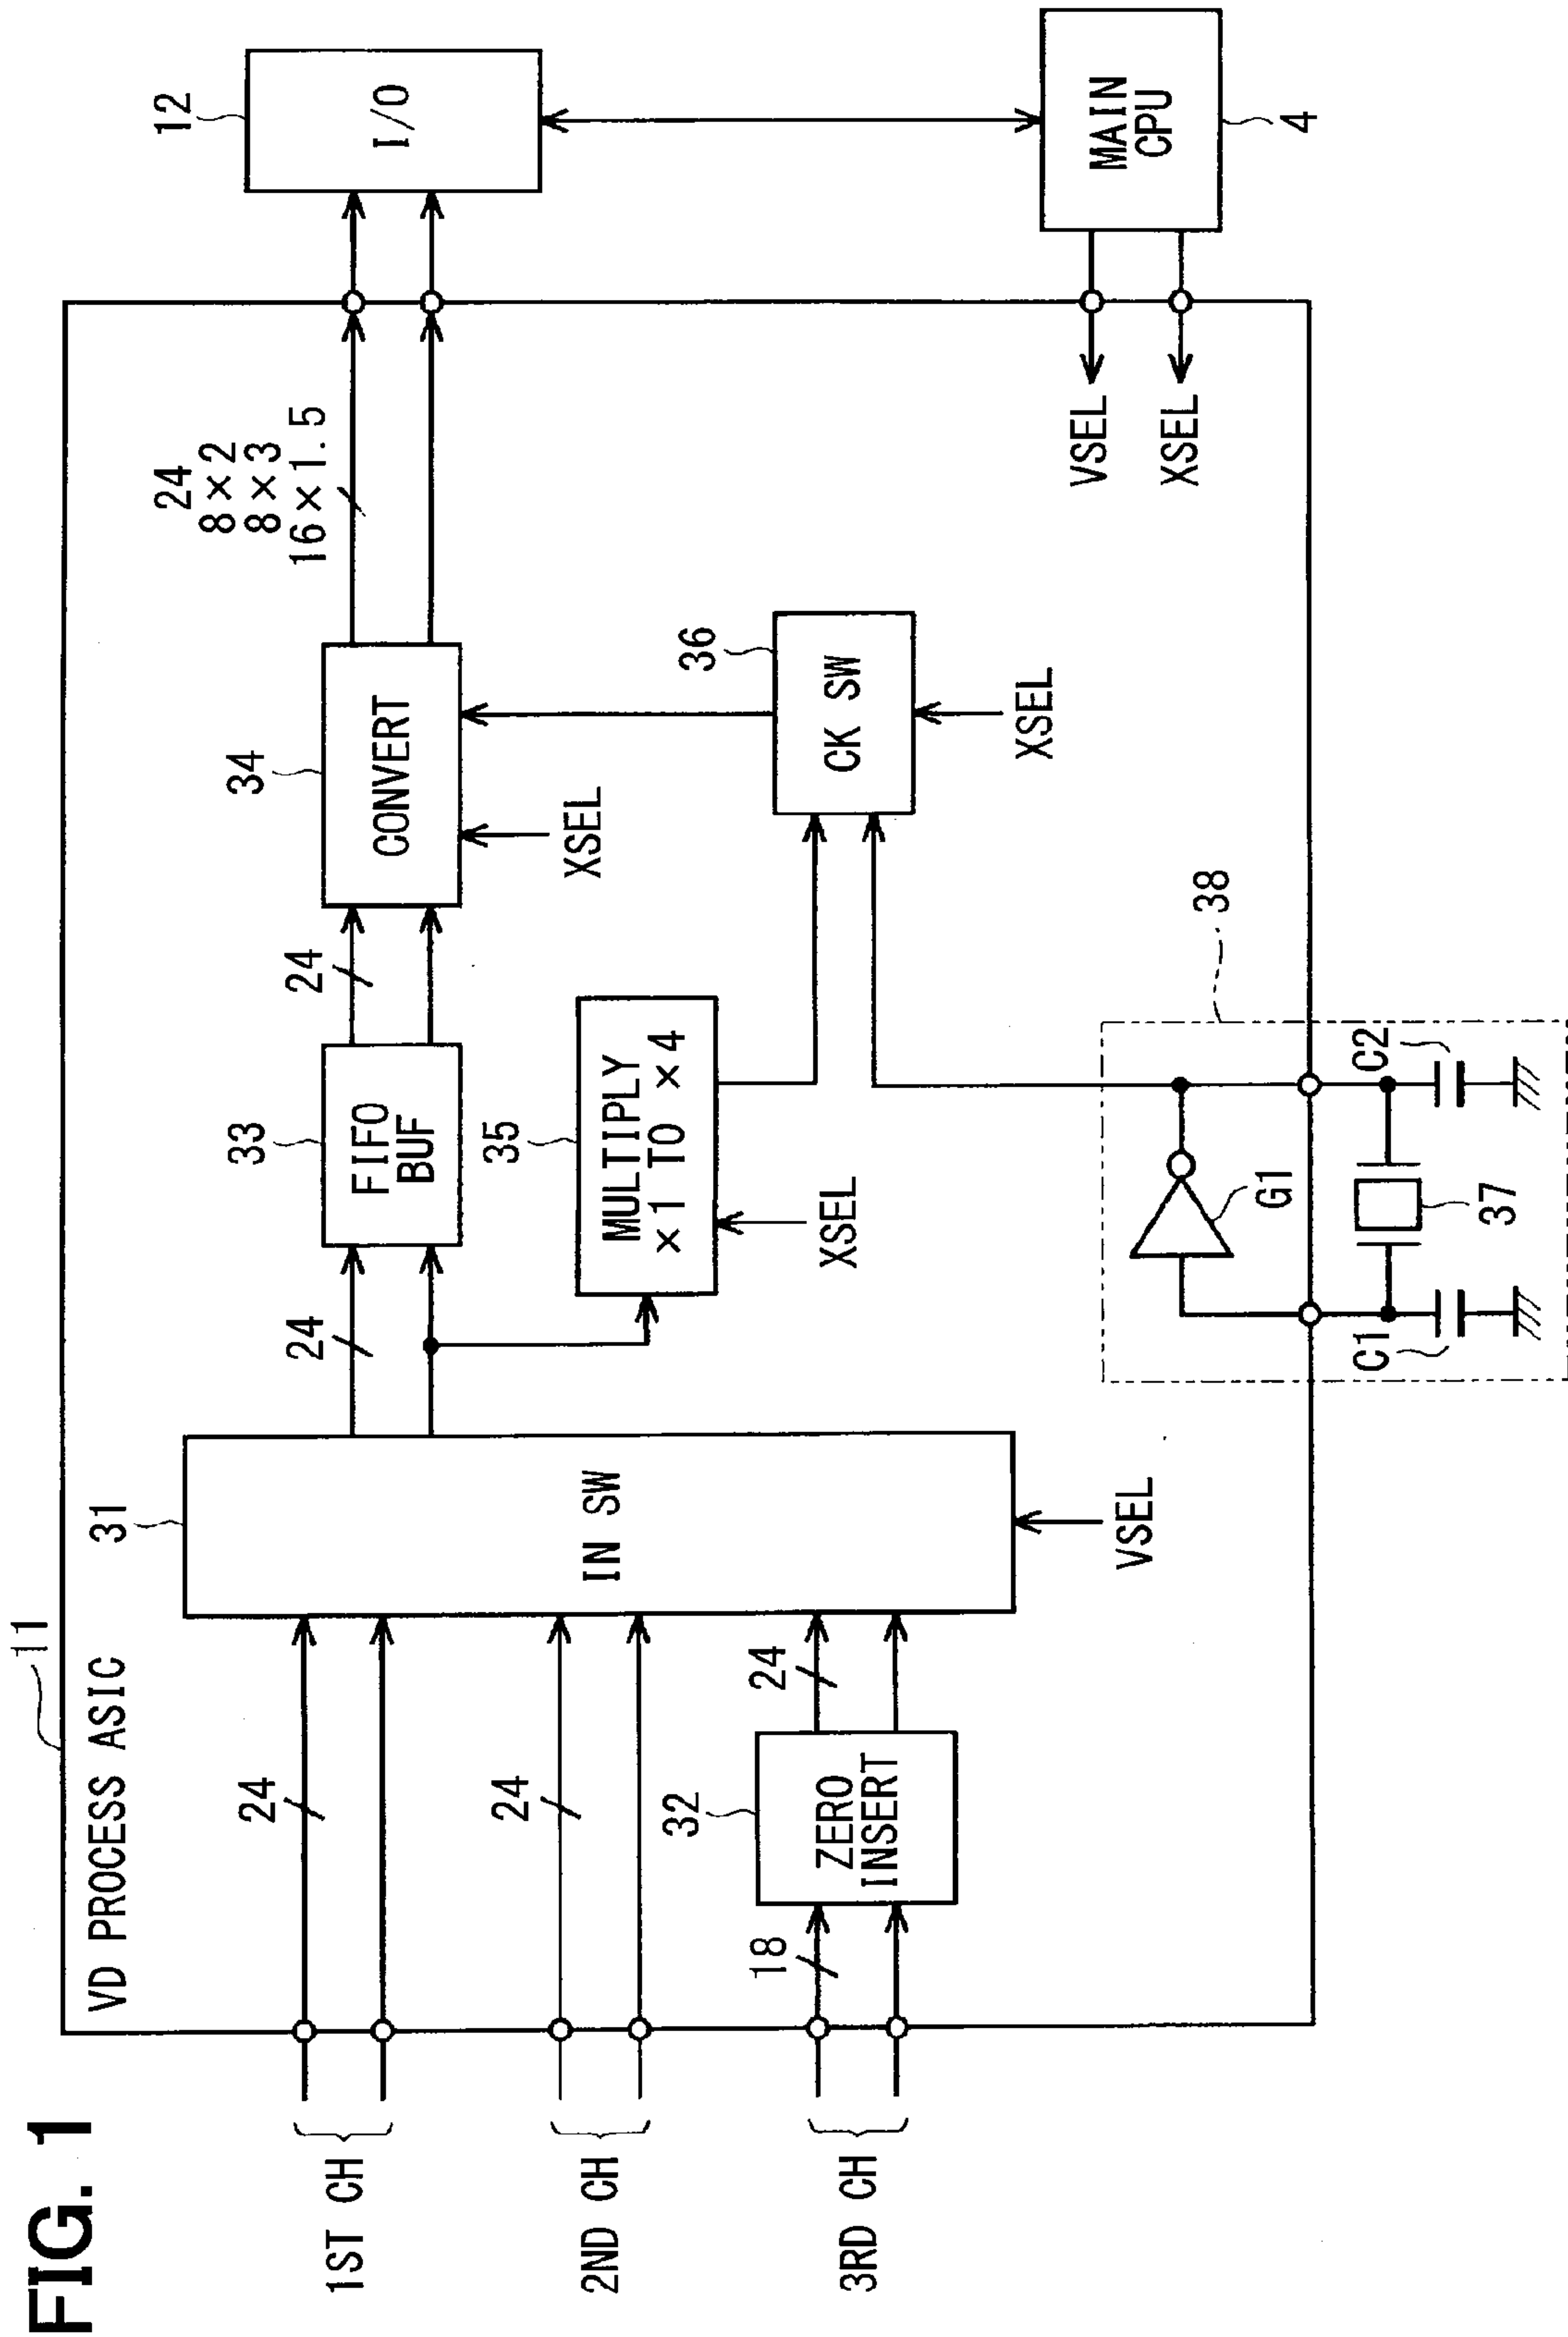 FIG. 1
11
VD PROCESS ASIC
1ST CH
24
2ND CH
24
3RD CH
18
32
ZERO
INSERT
24
31
IN SW
VSEL
24
33
FIFO
BUF
24
35
MULTIPLY
×1 TO ×4
XSEL
34
CONVERT
XSEL
36
CK SW
XSEL
24
8×2
8×3
16×1.5
12
I/O
MAIN
CPU
4
VSEL
XSEL
38
G1
C1
37
C2